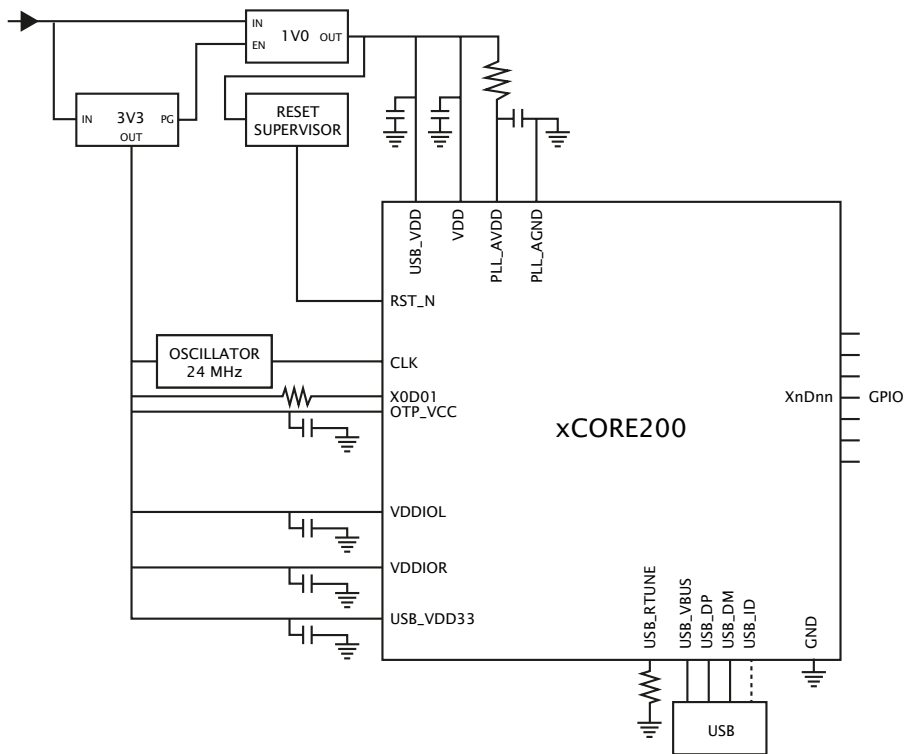 IN
1V0
OUT
EN
IN
3V3
PG
OUT
RESET
SUPERVISOR
USB_VDD
VDD
PLL_AVDD
PLL_AGND
RST_N
OSCILLATOR
24 MHz
CLK
X0D01
OTP_VCC
XnDnn
GPIO
xCORE200
VDDIOL
VDDIOR
USB_VDD33
USB_RTUNE
USB_VBUS
USB_DP
USB_DM
USB_ID
GND
USB